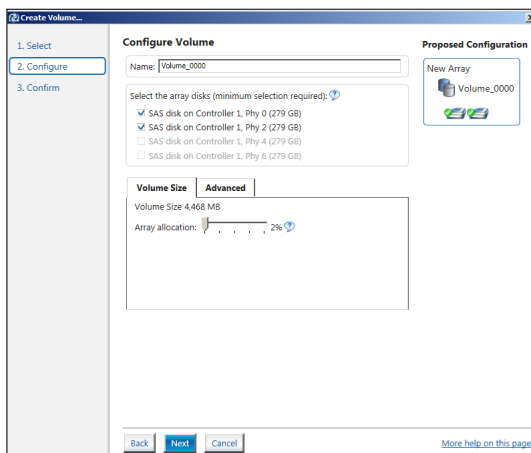 Create Volume...
1. Select
2. Configure
3. Confirm
Configure Volume
Name: Volume_0000
Select the array disks (minimum selection required):
SAS disk on Controller 1, Phy 0 (279 GB)
SAS disk on Controller 1, Phy 2 (279 GB)
SAS disk on Controller 1, Phy 4 (279 GB)
SAS disk on Controller 1, Phy 6 (279 GB)
Volume Size Advanced
Volume Size 4,468 MB
Array allocation: 2%
Proposed Configuration
New Array
Volume_0000
Back Next Cancel
More help on this page